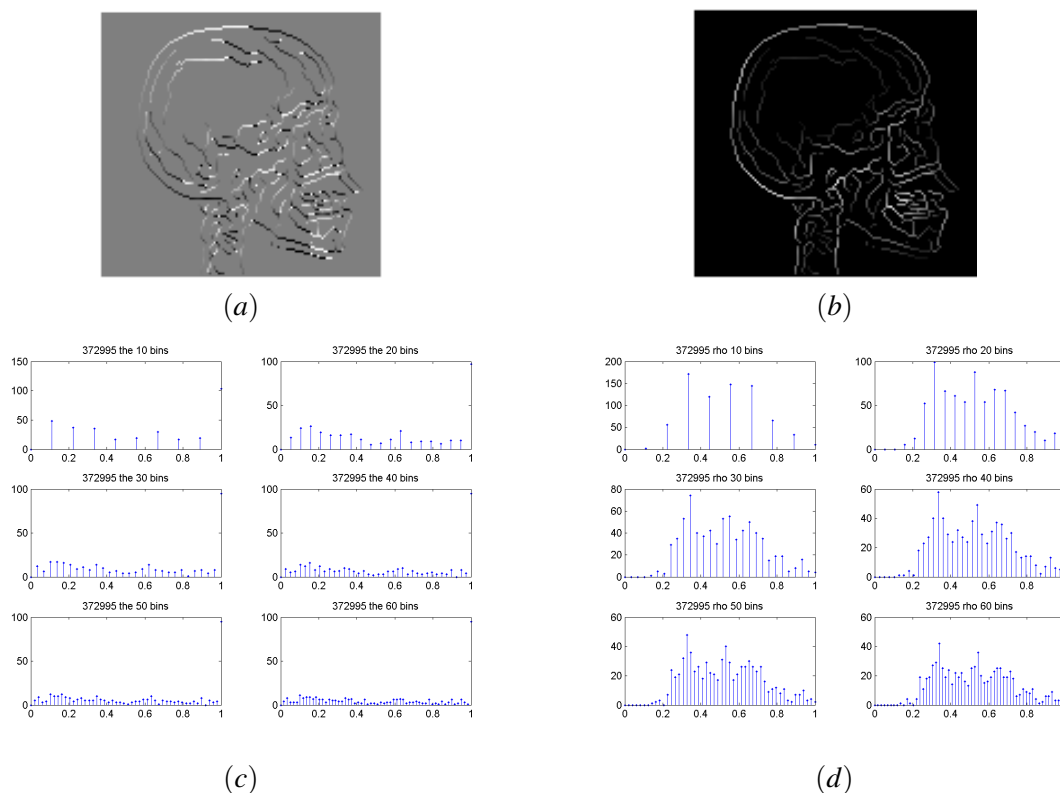 (a)
(b)
372995 the 10 bins
150
100
50
0
0 0.2 0.4 0.6 0.8 1
372995 the 20 bins
100
50
0
0 0.2 0.4 0.6 0.8 1
372995 the 30 bins
100
50
0
0 0.2 0.4 0.6 0.8 1
372995 the 40 bins
100
50
0
0 0.2 0.4 0.6 0.8 1
372995 the 50 bins
100
50
0
0 0.2 0.4 0.6 0.8 1
372995 the 60 bins
100
50
0
0 0.2 0.4 0.6 0.8 1
(c)
372995 rho 10 bins
200
150
100
50
0
0 0.2 0.4 0.6 0.8 1
372995 rho 20 bins
100
50
0
0 0.2 0.4 0.6 0.8 1
372995 rho 30 bins
80
60
40
20
0
0 0.2 0.4 0.6 0.8 1
372995 rho 40 bins
60
40
20
0
0 0.2 0.4 0.6 0.8 1
372995 rho 50 bins
60
40
20
0
0 0.2 0.4 0.6 0.8 1
372995 rho 60 bins
60
40
20
0
0 0.2 0.4 0.6 0.8 1
(d)